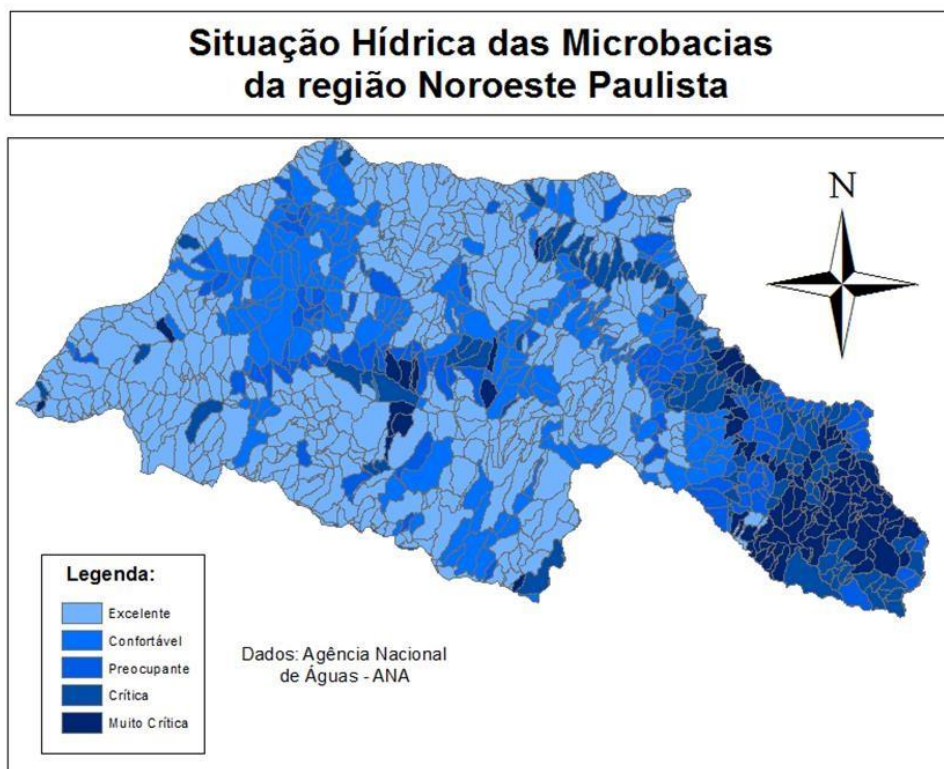 Situação Hídrica das Microbacias
da região Noroeste Paulista
N
Legenda:
Excelente
Confortável
Preocupante
Crítica
Muito Crítica
Dados: Agência Nacional
de Águas - ANA